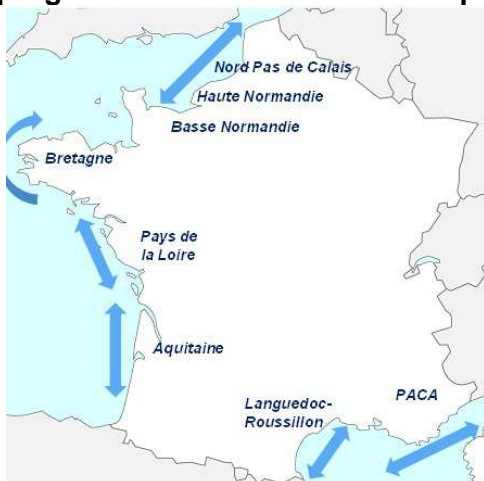 Nord Pas de Calais
Haute Normandie
Basse Normandie
Bretagne
Pays de
la Loire
Aquitaine
PACA
Languedoc-
Roussillon